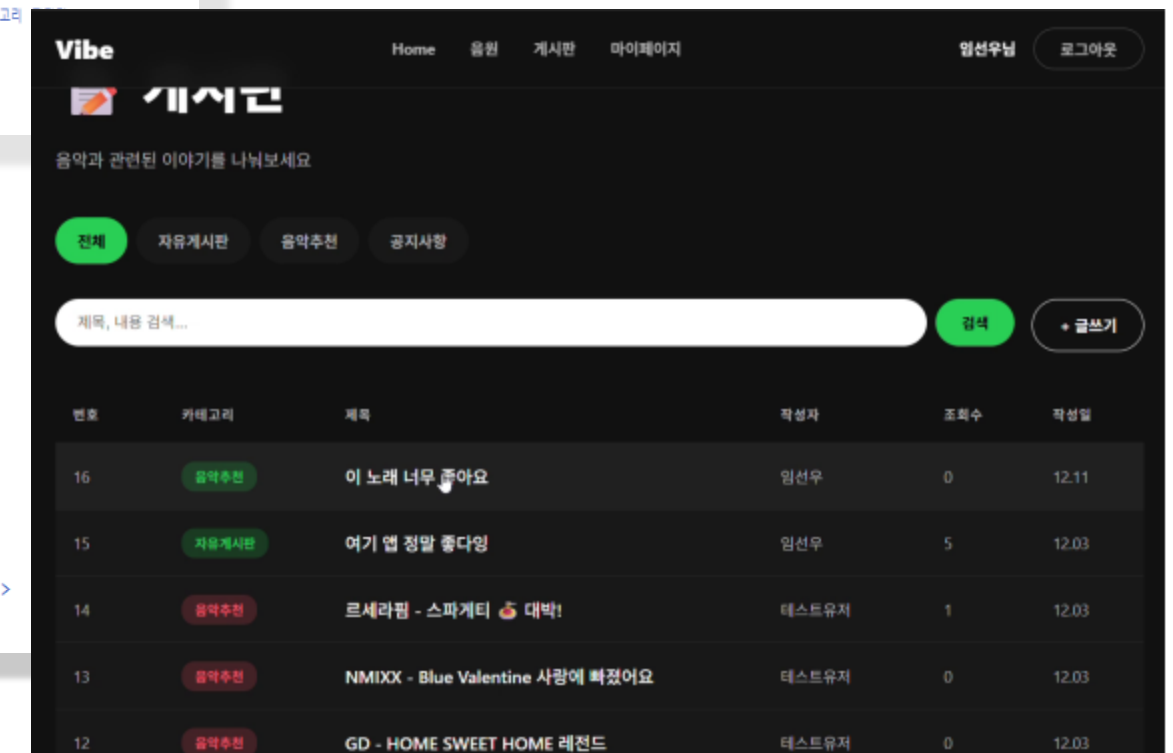 고리
Vibe Home 음원 게시판 마이페이지 임선우님 로그아웃
게시판
음악과 관련된 이야기를 나눠보세요
전체 자유게시판 음악추천 공지사항
제목, 내용 검색... 검색 + 글쓰기
번호 카테고리 제목 작성자 조회수 작성일
16 음악추천 이 노래 너무 좋아요 임선우 0 12.11
15 자유게시판 여기 앱 정말 좋다잉 임선우 5 12.03
14 음악추천 르세라핌 - 스파게티 🍝 대박! 테스트유저 1 12.03
13 음악추천 NMIXX - Blue Valentine 사랑에 빠졌어요 테스트유저 0 12.03
>
12 음악추천 GD - HOME SWEET HOME 레전드 테스트유저 0 12.03